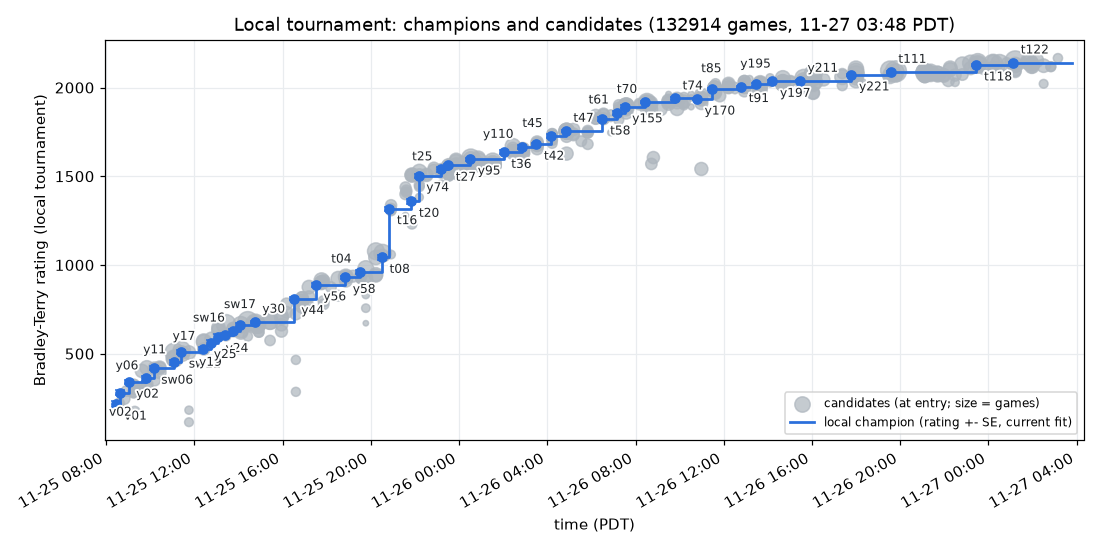 Local tournament: champions and candidates (132914 games, 11-27 03:48 PDT)
Bradley-Terry rating (local tournament)
2000
1500
1000
500
t122
t118
t111
y221
y211
y197
y195
t91
t85
y170
t74
y155
t70
t58
t61
t47
t42
t45
t36
y110
y95
t27
y74
t25
t20
t16
t08
y58
t04
y56
y44
y30
sw17
y24
sw16
y25
y17
sw06
y11
y02
y06
v02
candidates (at entry; size = games)
local champion (rating +- SE, current fit)
11-25 08:00
11-25 12:00
11-25 16:00
11-25 20:00
11-26 00:00
11-26 04:00
11-26 08:00
11-26 12:00
11-26 16:00
11-26 20:00
11-27 00:00
11-27 04:00
time (PDT)